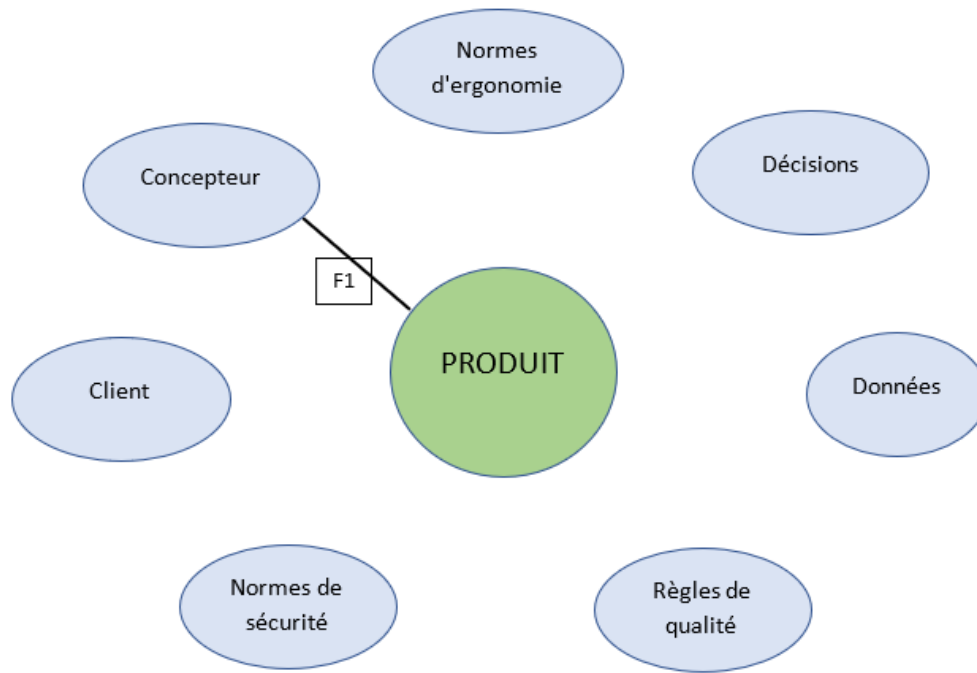 Normes
d'ergonomie
Décisions
Concepteur
F1
PRODUIT
Client
Données
Normes de
sécurité
Règles de
qualité